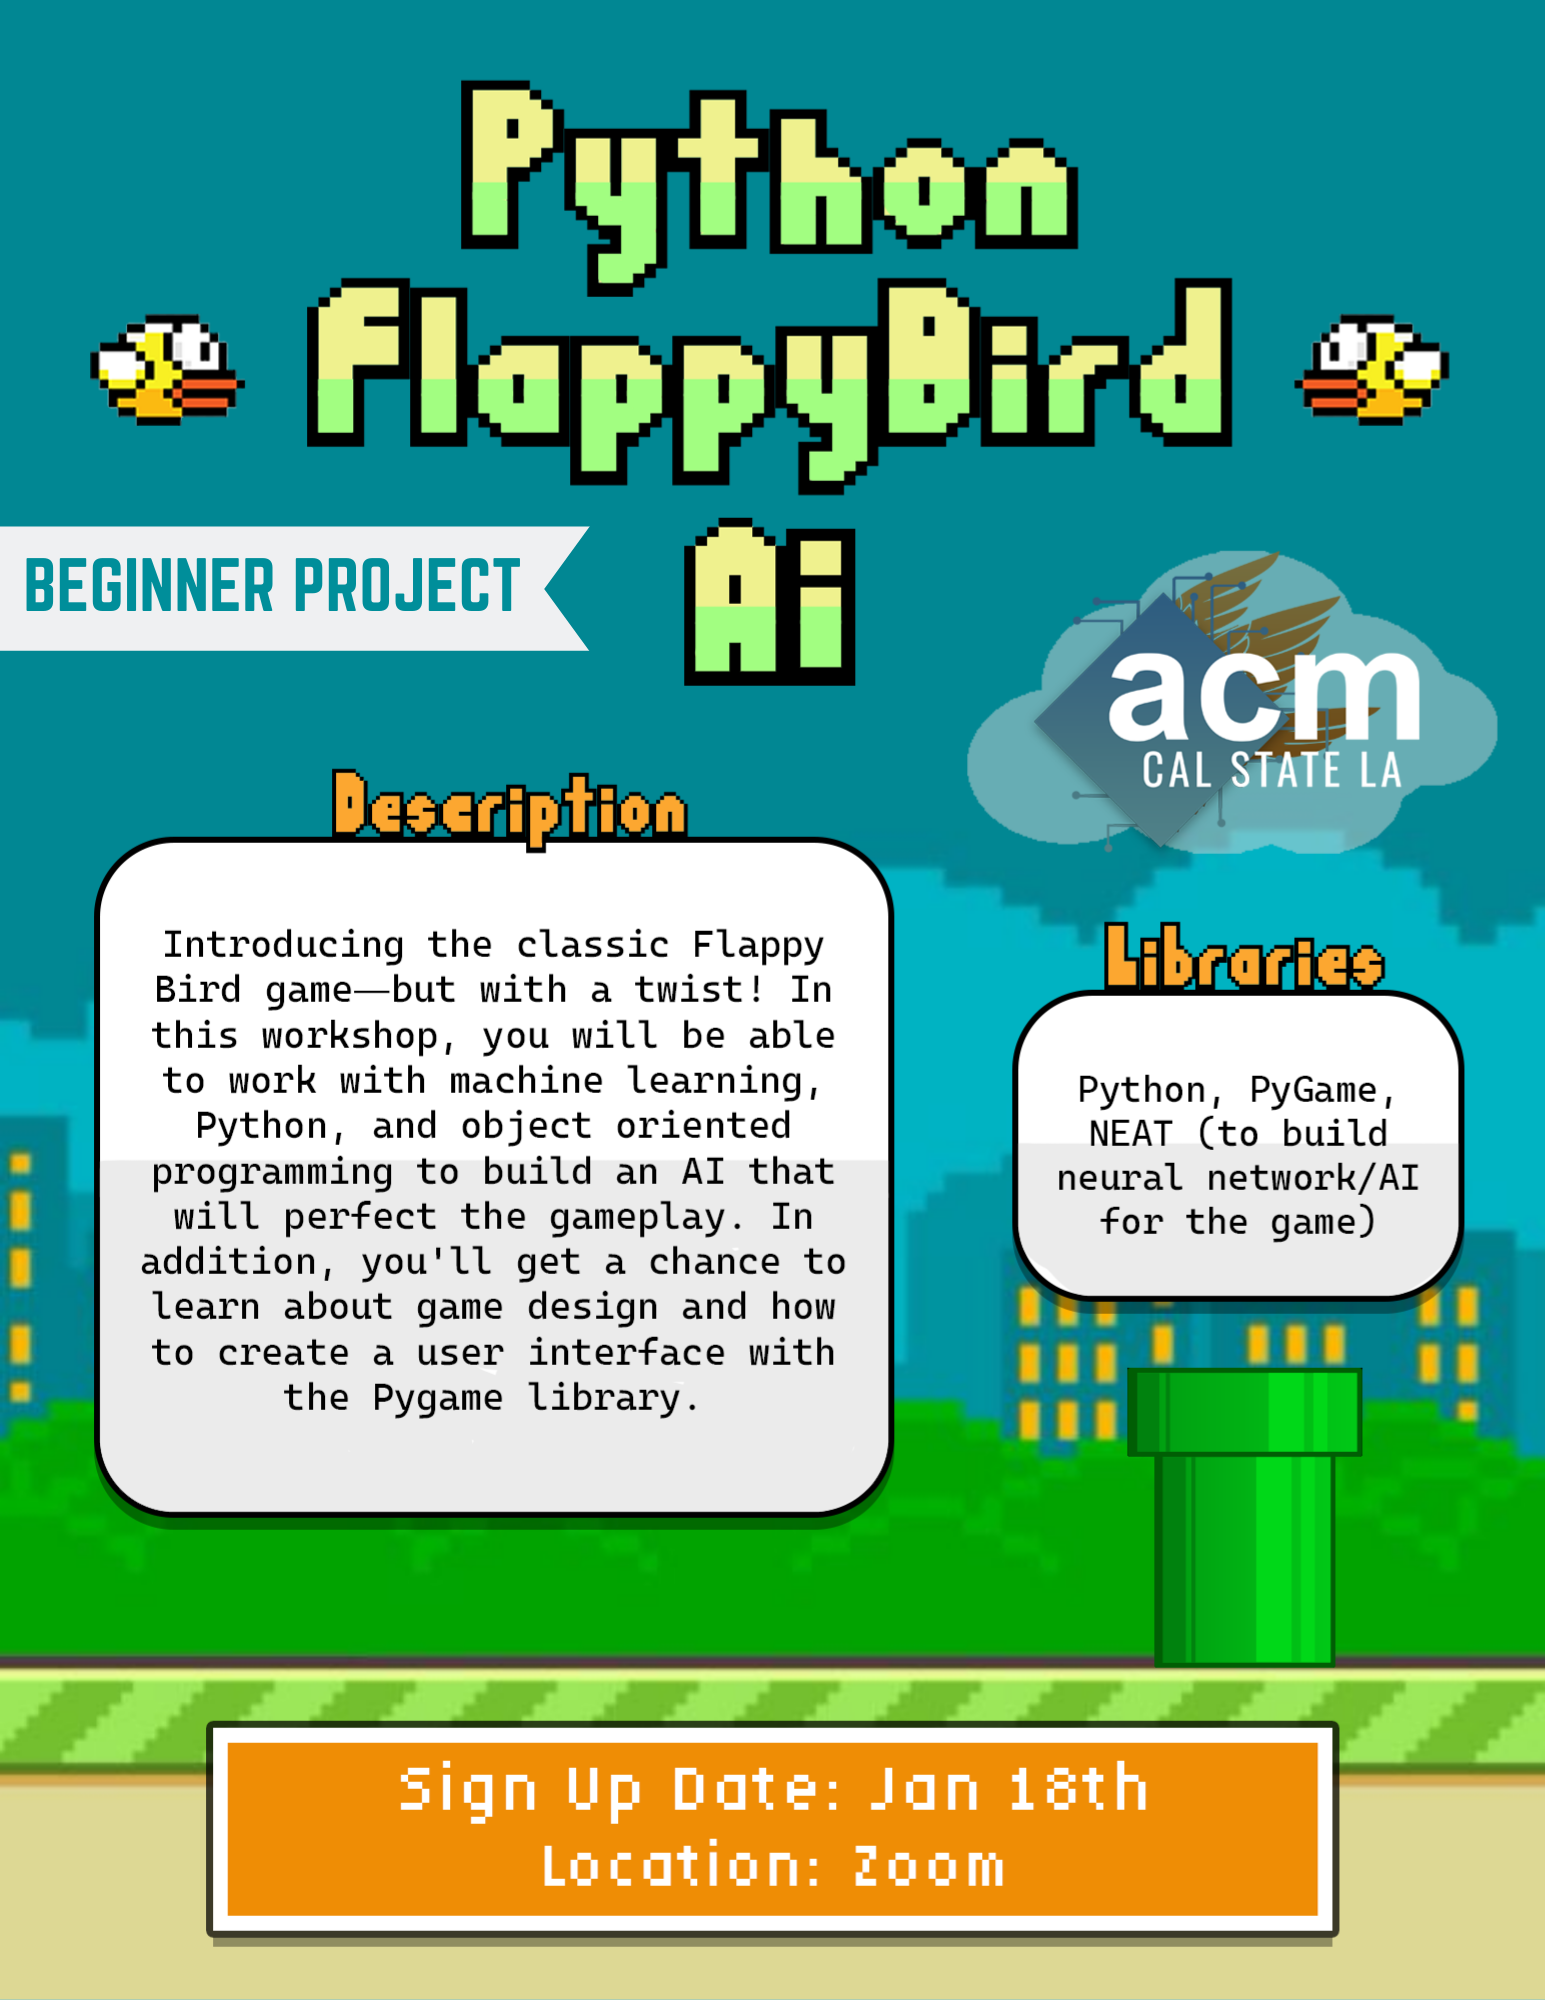 Python
FlappyBird
Ai
BEGINNER PROJECT
acm
CAL STATE LA
Description
Introducing the classic Flappy
Bird game—but with a twist! In
this workshop, you will be able
to work with machine learning,
Python, and object oriented
programming to build an AI that
will perfect the gameplay. In
addition, you'll get a chance to
learn about game design and how
to create a user interface with
the Pygame library.
Libraries
Python, PyGame,
NEAT (to build
neural network/AI
for the game)
Sign Up Date: Jan 18th
Location: Zoom